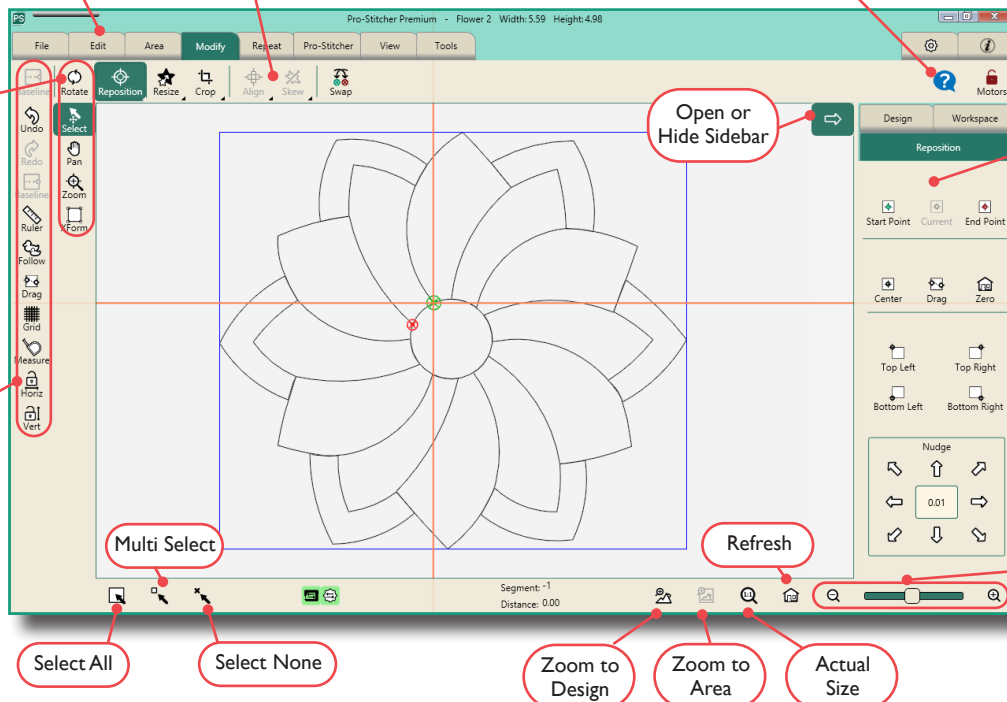 PS
Pro-Stitcher Premium - Flower 2 Width: 5.59 Height: 4.98
File Edit Area Modify Repeat Pro-Stitcher View Tools
Baseline Rotate Reposition Resize Crop Align Skew Swap
? Motors
Undo
Redo
Baseline
Ruler
Follow
Drag
Grid
Measure
Horiz
Vert
Select
Pan
Zoom
XForm
Open or
Hide Sidebar
Design Workspace
Reposition
Start Point Current End Point
Center Drag Zero
Top Left Top Right
Bottom Left Bottom Right
Nudge
0.01
Multi Select
Refresh
Segment: -1
Distance: 0.00
1:1
Select All
Select None
Zoom to
Design
Zoom to
Area
Actual
Size